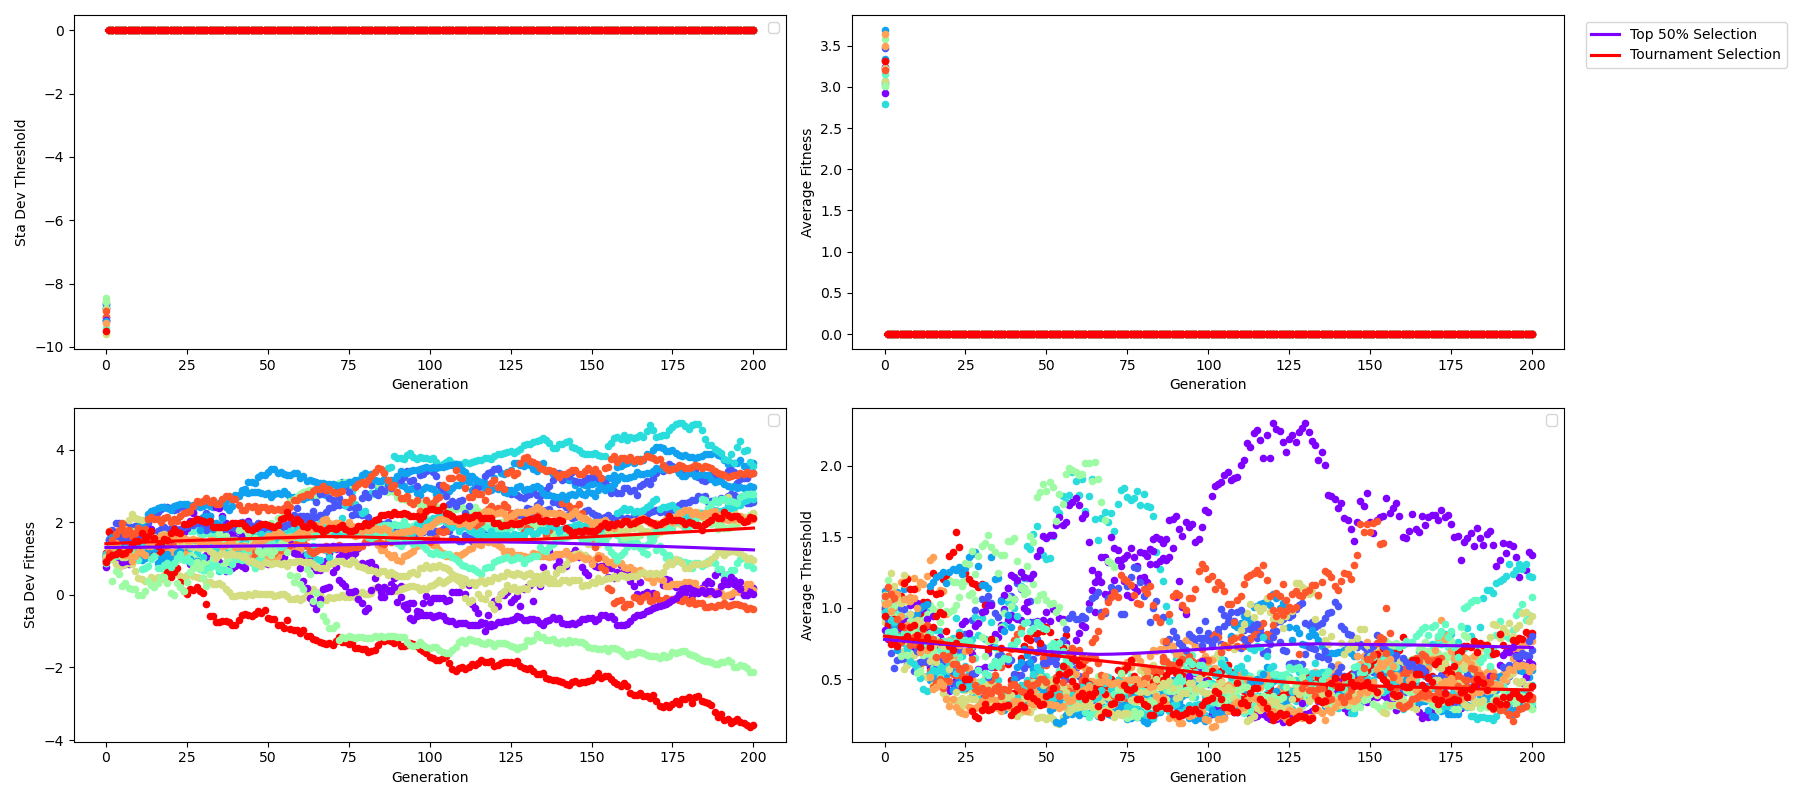 0
−2
−4
−6
−8
−10
Sta Dev Threshold
0 25 50 75 100 125 150 175 200
Generation
3.5
3.0
2.5
2.0
1.5
1.0
0.5
0.0
Average Fitness
0 25 50 75 100 125 150 175 200
Generation
Top 50% Selection
Tournament Selection
4
2
0
−2
−4
Sta Dev Fitness
0 25 50 75 100 125 150 175 200
Generation
2.0
1.5
1.0
0.5
Average Threshold
0 25 50 75 100 125 150 175 200
Generation